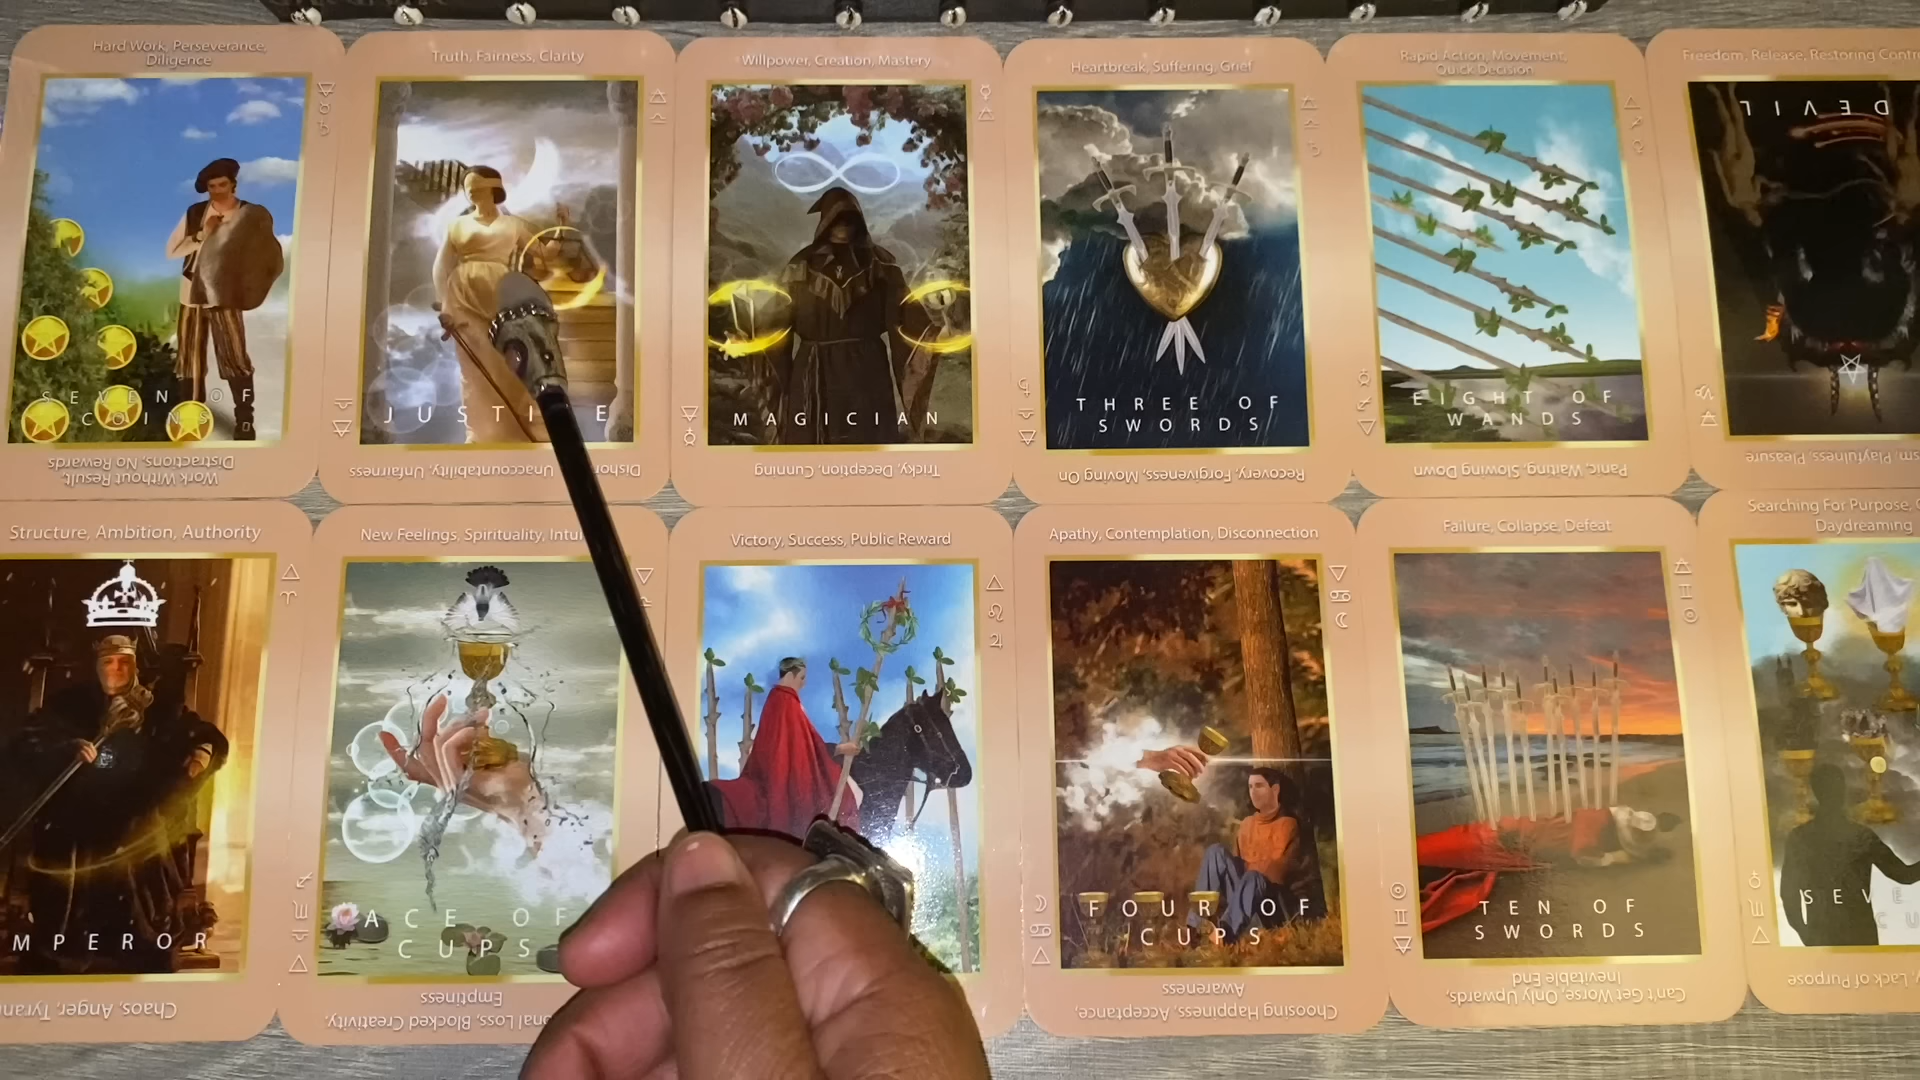 Hard Work, Perseverance,
Diligence
SEVEN OF
COINS
Work Without Result,
Distractions, No Rewards
Truth, Fairness, Clarity
JUSTI E
Unaccountability, Unfairness
Willpower, Creation, Mastery
MAGICIAN
Tricky, Deception, Cunning
Heartbreak, Suffering, Grief
THREE OF
SWORDS
Recovery, Forgiveness, Moving On
Rapid Action, Movement,
Quick Decision
EIGHT OF
WANDS
Panic, Waiting, Slowing Down
Freedom, Release, Restoring
DEVIL
Playfulness, Pleasure
Structure, Ambition, Authority
MPEROR
Chaos, Anger,
New Feelings, Spirituality,
ACE OF
CUPS
Loss, Blocked Creativity,
Emptiness
Victory, Success, Public Reward
Apathy, Contemplation, Disconnection
FOUR OF
CUPS
Choosing Happiness, Acceptance,
Awareness
Failure, Collapse, Defeat
TEN OF
SWORDS
Can't Get Worse, Only Upwards,
Inevitable End
Searching For Purpose,
Daydreaming
SEVE
CU
Lack of Purpose